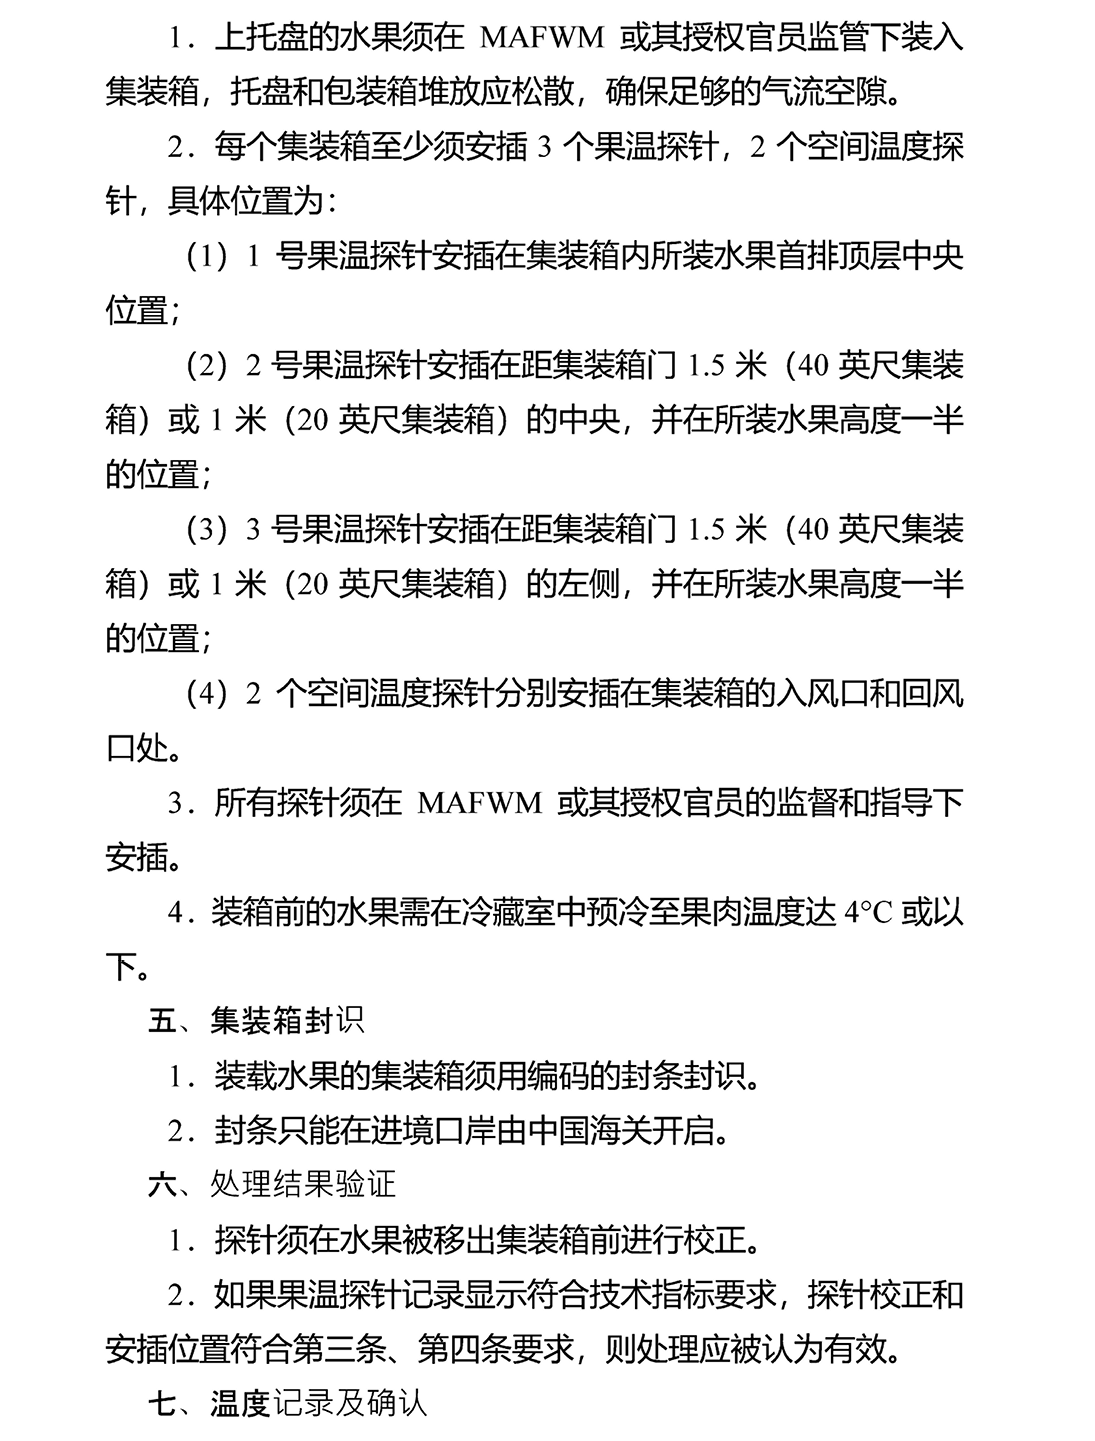 1．上托盘的水果须在 MAFWM 或其授权官员监管下装入
集装箱，托盘和包装箱堆放应松散，确保足够的气流空隙。
2．每个集装箱至少须安插 3 个果温探针，2 个空间温度探
针，具体位置为：
（1）1 号果温探针安插在集装箱内所装水果首排顶层中央
位置；
（2）2 号果温探针安插在距集装箱门 1.5 米（40 英尺集装
箱）或 1 米（20 英尺集装箱）的中央，并在所装水果高度一半
的位置；
（3）3 号果温探针安插在距集装箱门 1.5 米（40 英尺集装
箱）或 1 米（20 英尺集装箱）的左侧，并在所装水果高度一半
的位置；
（4）2 个空间温度探针分别安插在集装箱的入风口和回风
口处。
3．所有探针须在 MAFWM 或其授权官员的监督和指导下
安插。
4．装箱前的水果需在冷藏室中预冷至果肉温度达 4°C 或以
下。
五、集装箱封识
1．装载水果的集装箱须用编码的封条封识。
2．封条只能在进境口岸由中国海关开启。
六、处理结果验证
1．探针须在水果被移出集装箱前进行校正。
2．如果果温探针记录显示符合技术指标要求，探针校正和
安插位置符合第三条、第四条要求，则处理应被认为有效。
七、温度记录及确认